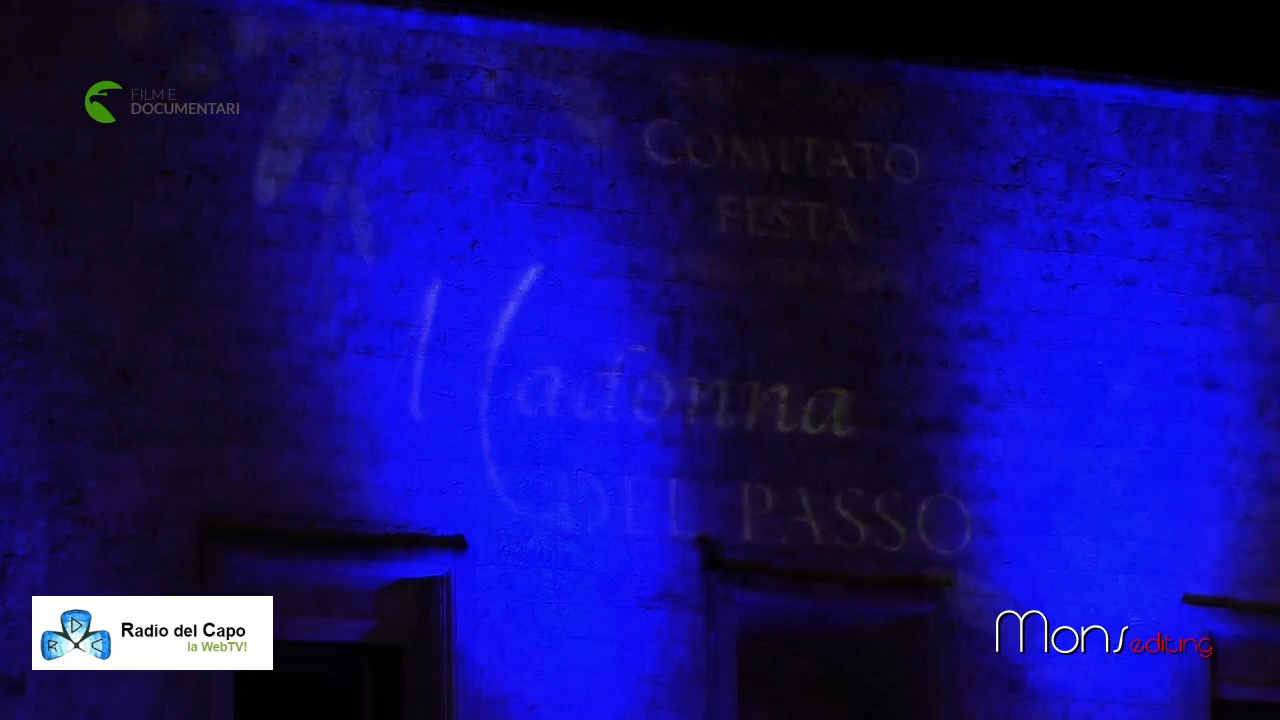 FILM E
DOCUMENTARI
COMITATO
FESTA
Madonna
DEL PASSO
R C
Radio del Capo
la WebTV!
Mons editing